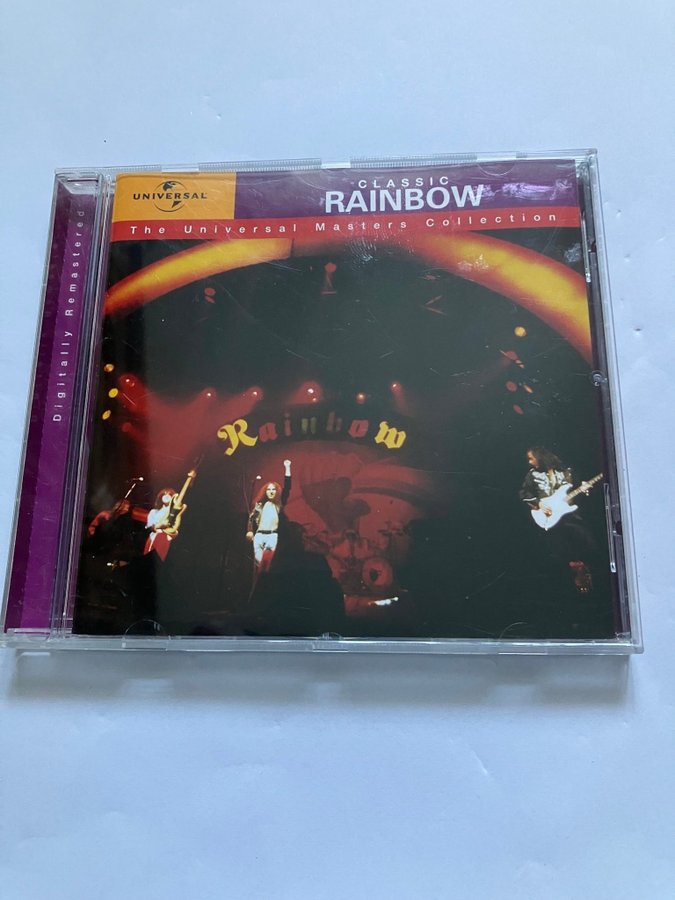 UNIVERSAL
CLASSIC
RAINBOW
The Universal Masters Collection
Digitally Remastered
Rainbow